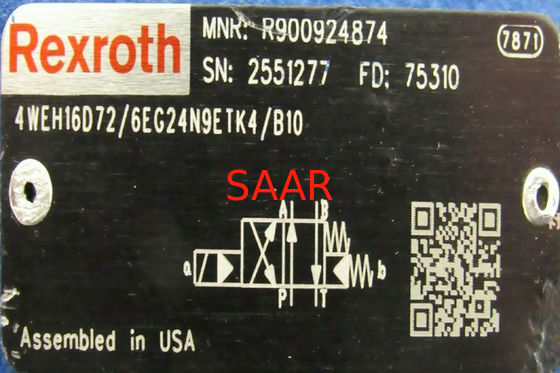 Rexroth
MNR: R900924874
7871
SN: 2551277 FD: 75310
4WEH16D72/6EG24N9ETK4/B10
SAAR
A B
a b
P T
Assembled in USA